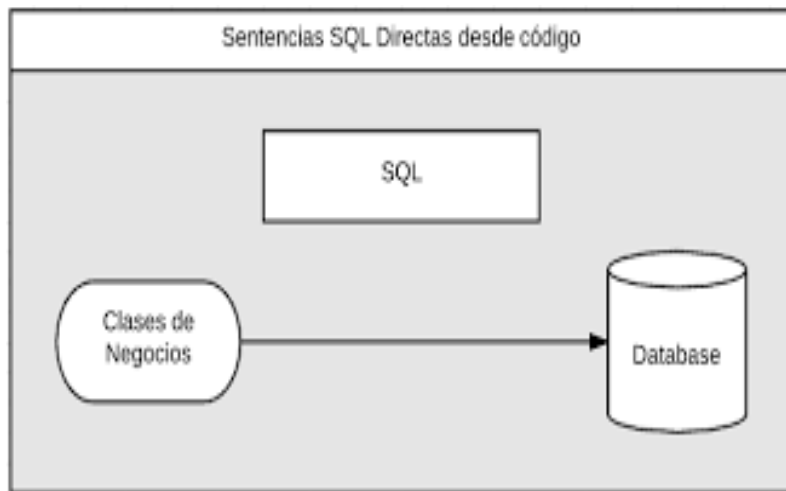 Sentencias SQL Directas desde código
SQL
Clases de
Negocios
Database